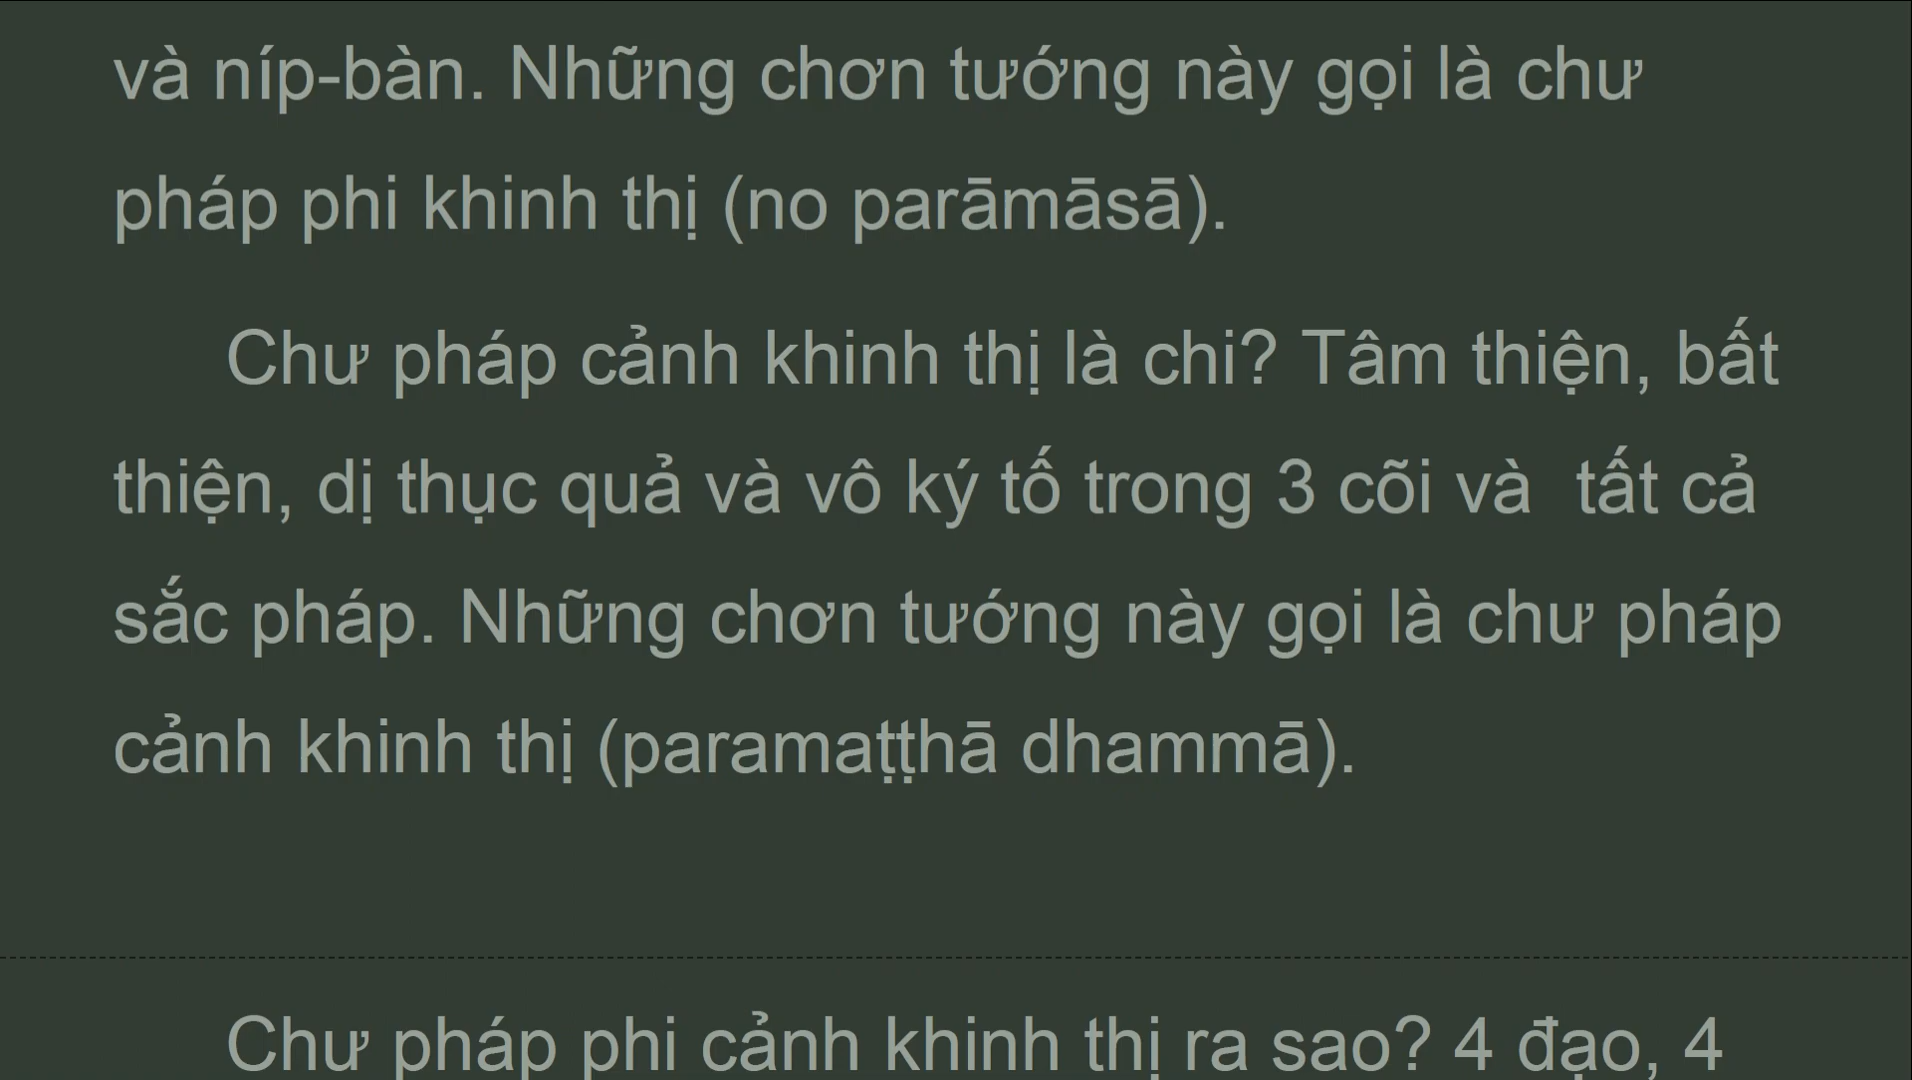 và níp-bàn. Những chơn tướng này gọi là chư
pháp phi khinh thị (no parāmāsā).
Chư pháp cảnh khinh thị là chi? Tâm thiện, bất
thiện, dị thục quả và vô ký tố trong 3 cõi và  tất cả
sắc pháp. Những chơn tướng này gọi là chư pháp
cảnh khinh thị (paramaṭṭhā dhammā).
Chư pháp phi cảnh khinh thị ra sao? 4 đạo, 4